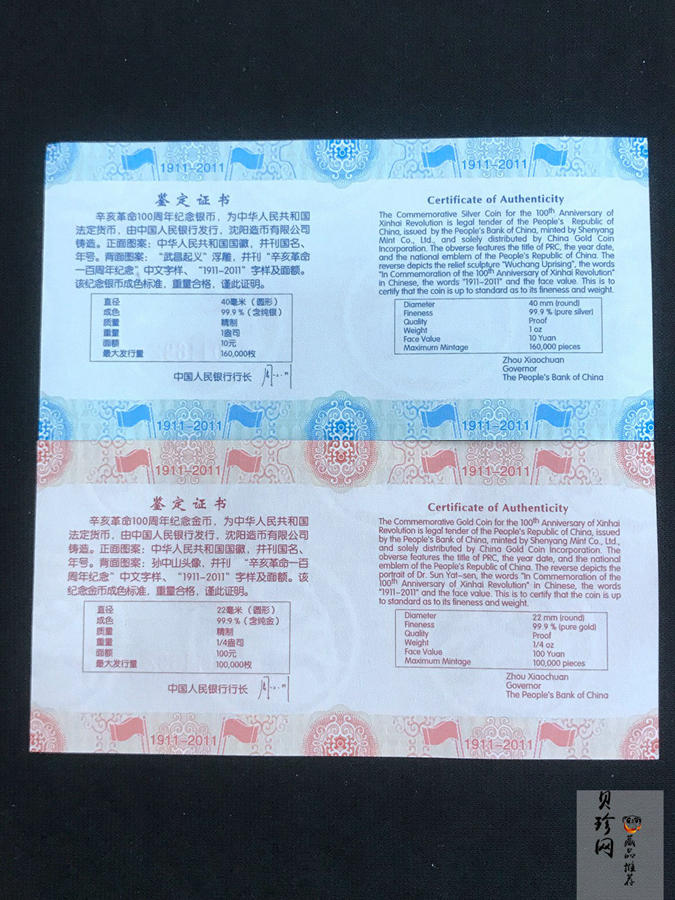 1911-2011
1911-2011
鉴定证书
辛亥革命100周年纪念银币，为中华人民共和国
法定货币，由中国人民银行发行，沈阳造币有限公司
铸造。正面图案：中华人民共和国国徽，并刊国名、
年号。背面图案：“武昌起义”浮雕，并刊“辛亥革命
一百周年纪念”中文字样、“1911-2011”字样及面额。
该纪念银币成色标准，重量合格，谨此证明。
直径 40毫米（圆形）
成色 99.9％（含纯银）
质量 精制
重量 1盎司
面额 10元
最大发行量 160,000枚
中国人民银行行长
Certificate of Authenticity
The Commemorative Silver Coin for the 100th Anniversary of
Xinhai Revolution is legal tender of the People's Republic of
China, issued by the People's Bank of China, minted by Shenyang
Mint Co., Ltd., and solely distributed by China Gold Coin
Incorporation. The obverse features the title of PRC, the year date,
and the national emblem of the People's Republic of China. The
reverse depicts the relief sculpture "Wuchang Uprising", the words
"In Commemoration of the 100th Anniversary of Xinhai Revolution"
in Chinese, the words "1911-2011" and the face value. This is to
certify that the coin is up to standard as to its fineness and weight.
Diameter 40 mm (round)
Fineness 99.9 % (pure silver)
Quality Proof
Weight 1 oz
Face Value 10 Yuan
Maximum Mintage 160,000 pieces
Zhou Xiaochuan
Governor
The People's Bank of China
1911-2011
1911-2011
1911-2011
1911-2011
鉴定证书
辛亥革命100周年纪念金币，为中华人民共和国
法定货币，由中国人民银行发行，沈阳造币有限公司
铸造。正面图案：中华人民共和国国徽，并刊国名、
年号。背面图案：孙中山头像，并刊 “辛亥革命一百
周年纪念”中文字样、“1911-2011”字样及面额。该
纪念金币成色标准，重量合格，谨此证明。
直径 22毫米（圆形）
成色 99.9％（含纯金）
质量 精制
重量 1/4盎司
面额 100元
最大发行量 100,000枚
中国人民银行行长
Certificate of Authenticity
The Commemorative Gold Coin for the 100th Anniversary of Xinhai
Revolution is legal tender of the People's Republic of China, issued
by the People's Bank of China, minted by Shenyang Mint Co., Ltd.,
and solely distributed by China Gold Coin Incorporation. The
obverse features the title of PRC, the year date, and the national
emblem of the People's Republic of China. The reverse depicts the
portrait of Dr. Sun Yat-sen, the words "In Commemoration of the
100th Anniversary of Xinhai Revolution" in Chinese, the words
"1911-2011" and the face value. This is to certify that the coin is up
to standard as to its fineness and weight.
Diameter 22 mm (round)
Fineness 99.9 % (pure gold)
Quality Proof
Weight 1/4 oz
Face Value 100 Yuan
Maximum Mintage 100,000 pieces
Zhou Xiaochuan
Governor
The People's Bank of China
1911-2011
1911-2011
贝珍网
藏品推荐